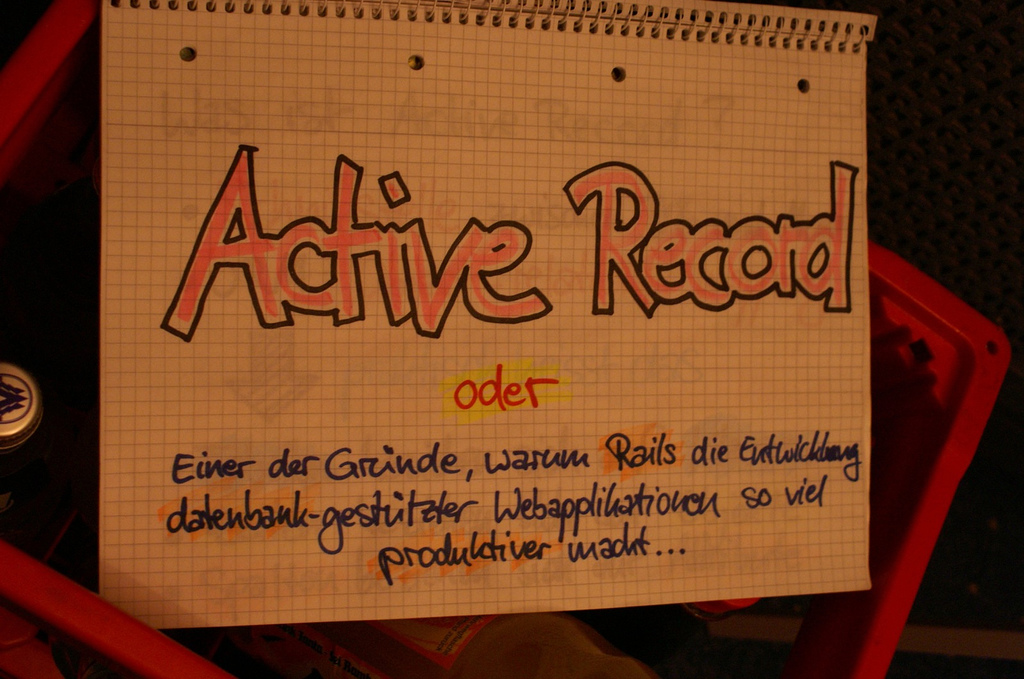 Active Record
oder
Einer der Gründe, warum Rails die Entwicklung
datenbank-gestützter Webapplikationen so viel
produktiver macht...